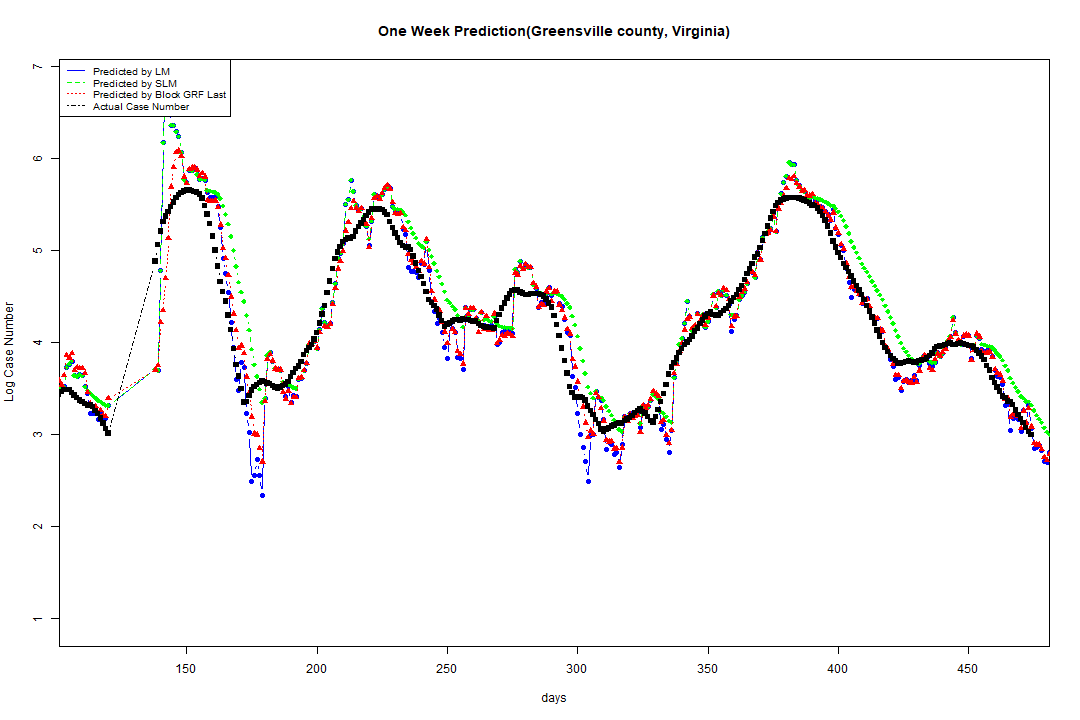 One Week Prediction(Greensville county, Virginia)
Predicted by LM
Predicted by SLM
Predicted by Block GRF Last
Actual Case Number
7
6
5
4
3
2
1
Log Case Number
150 200 250 300 350 400 450
days